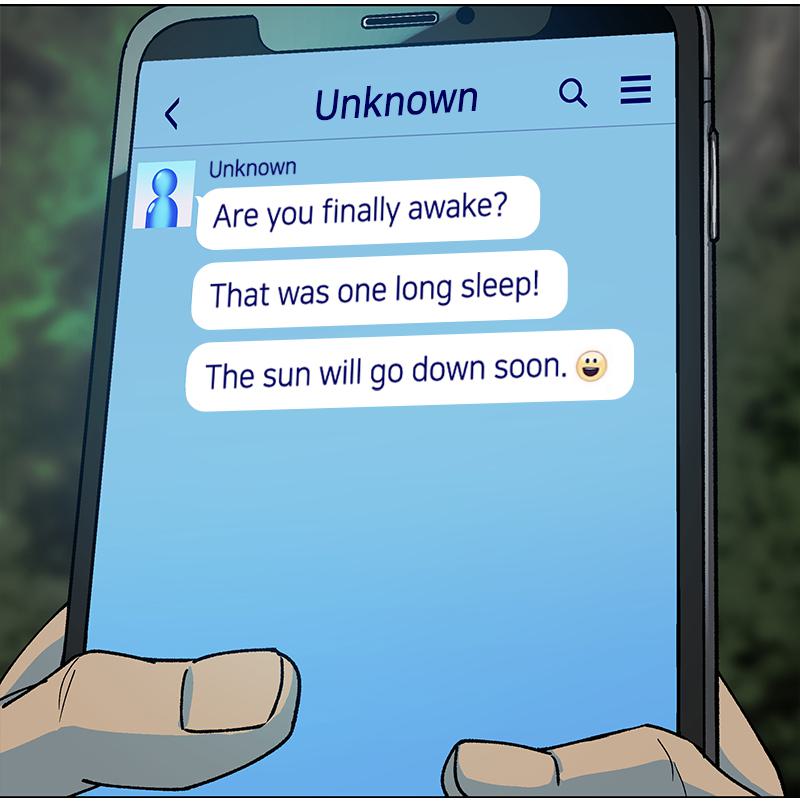 Unknown
Unknown
Are you finally awake?
That was one long sleep!
The sun will go down soon. 😃